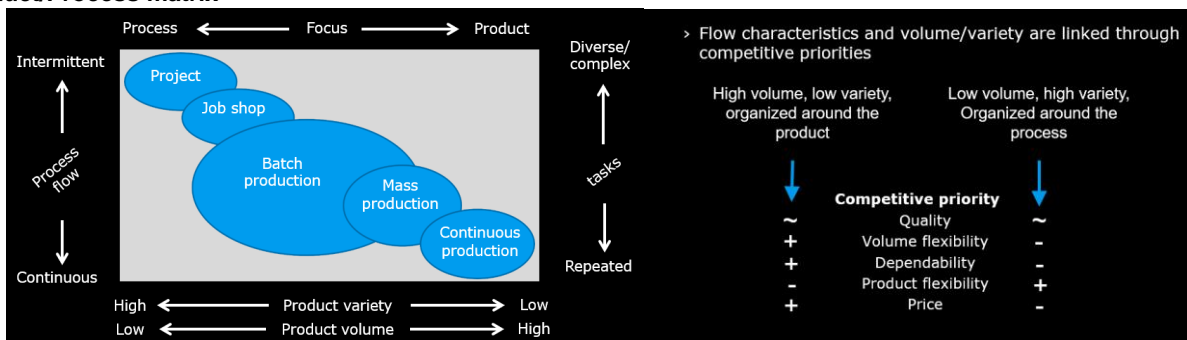 Process Focus Product
Intermittent
Process flow
Continuous
Project
Job shop
Batch
production
Mass
production
Continuous
production
Diverse/
complex
tasks
Repeated
High Product variety Low
Low Product volume High
› Flow characteristics and volume/variety are linked through
competitive priorities
High volume, low variety,
organized around the
product
Low volume, high variety,
Organized around the
process
Competitive priority
~ Quality ~
+ Volume flexibility -
+ Dependability -
- Product flexibility +
+ Price -